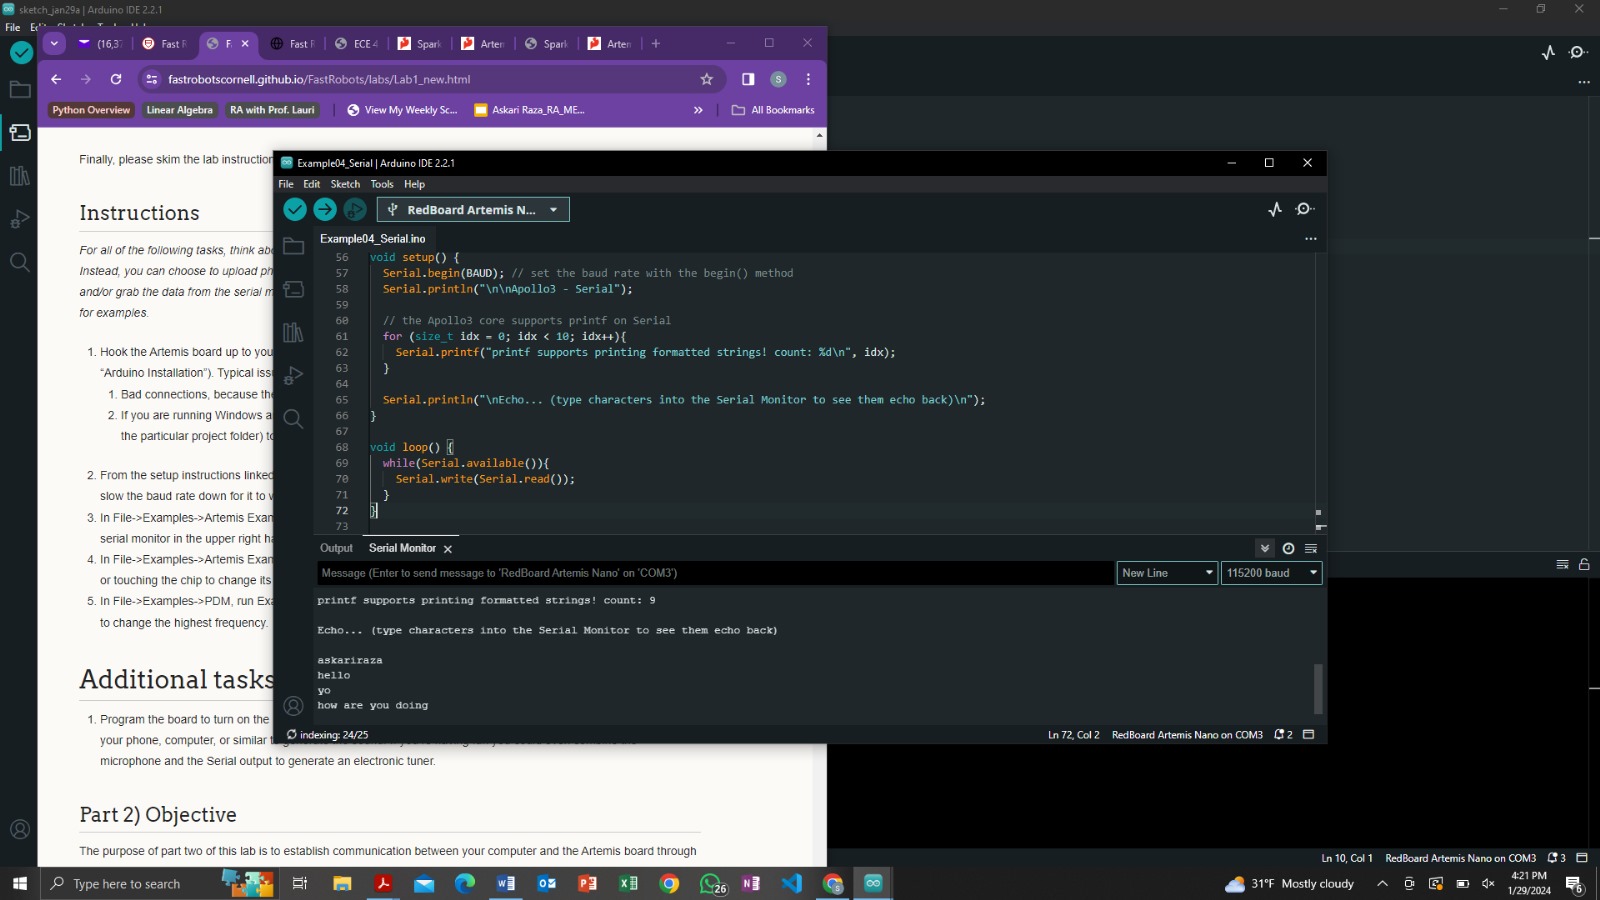 sketch_jan29a | Arduino IDE 2.2.1
File
(16,37
Fast R
F
Fast F
ECE 4
Spark
Arten
Spark
Arten
fastrobotscornell.github.io/FastRobots/labs/Lab1_new.html
S
Python Overview
Linear Algebra
RA with Prof. Lauri
View My Weekly Sc...
Askari Raza_RA_ME...
»
All Bookmarks
Finally, please skim the lab instruction
Instructions
For all of the following tasks, think abo
Instead, you can choose to upload ph
and/or grab the data from the serial m
for examples.
1. Hook the Artemis board up to you
“Arduino Installation”). Typical iss
1. Bad connections, because the
2. If you are running Windows a
the particular project folder) to
2. From the setup instructions linked
slow the baud rate down for it to
3. In File->Examples->Artemis Exan
serial monitor in the upper right ha
4. In File->Examples->Artemis Exan
or touching the chip to change its
5. In File->Examples->PDM, run Exa
to change the highest frequency.
Additional tasks
1. Program the board to turn on the
your phone, computer, or similar t
microphone and the Serial output to generate an electronic tuner.
Part 2) Objective
The purpose of part two of this lab is to establish communication between your computer and the Artemis board through
Example04_Serial | Arduino IDE 2.2.1
File Edit Sketch Tools Help
RedBoard Artemis N...
Example04_Serial.ino
56 void setup() {
57 Serial.begin(BAUD); // set the baud rate with the begin() method
58 Serial.println("\n\nApollo3 - Serial");
59
60 // the Apollo3 core supports printf on Serial
61 for (size_t idx = 0; idx < 10; idx++){
62 Serial.printf("printf supports printing formatted strings! count: %d\n", idx);
63 }
64
65 Serial.println("\nEcho... (type characters into the Serial Monitor to see them echo back)\n");
66 }
67
68 void loop() {
69 while(Serial.available()){
70 Serial.write(Serial.read());
71 }
72 }
73
Output Serial Monitor
Message (Enter to send message to 'RedBoard Artemis Nano' on 'COM3')
New Line
115200 baud
printf supports printing formatted strings! count: 9
Echo... (type characters into the Serial Monitor to see them echo back)
askariraza
hello
yo
how are you doing
indexing: 24/25
Ln 72, Col 2 RedBoard Artemis Nano on COM3 2
Ln 10, Col 1 RedBoard Artemis Nano on COM3 3
Type here to search
26
31°F Mostly cloudy
4:21 PM
1/29/2024
6